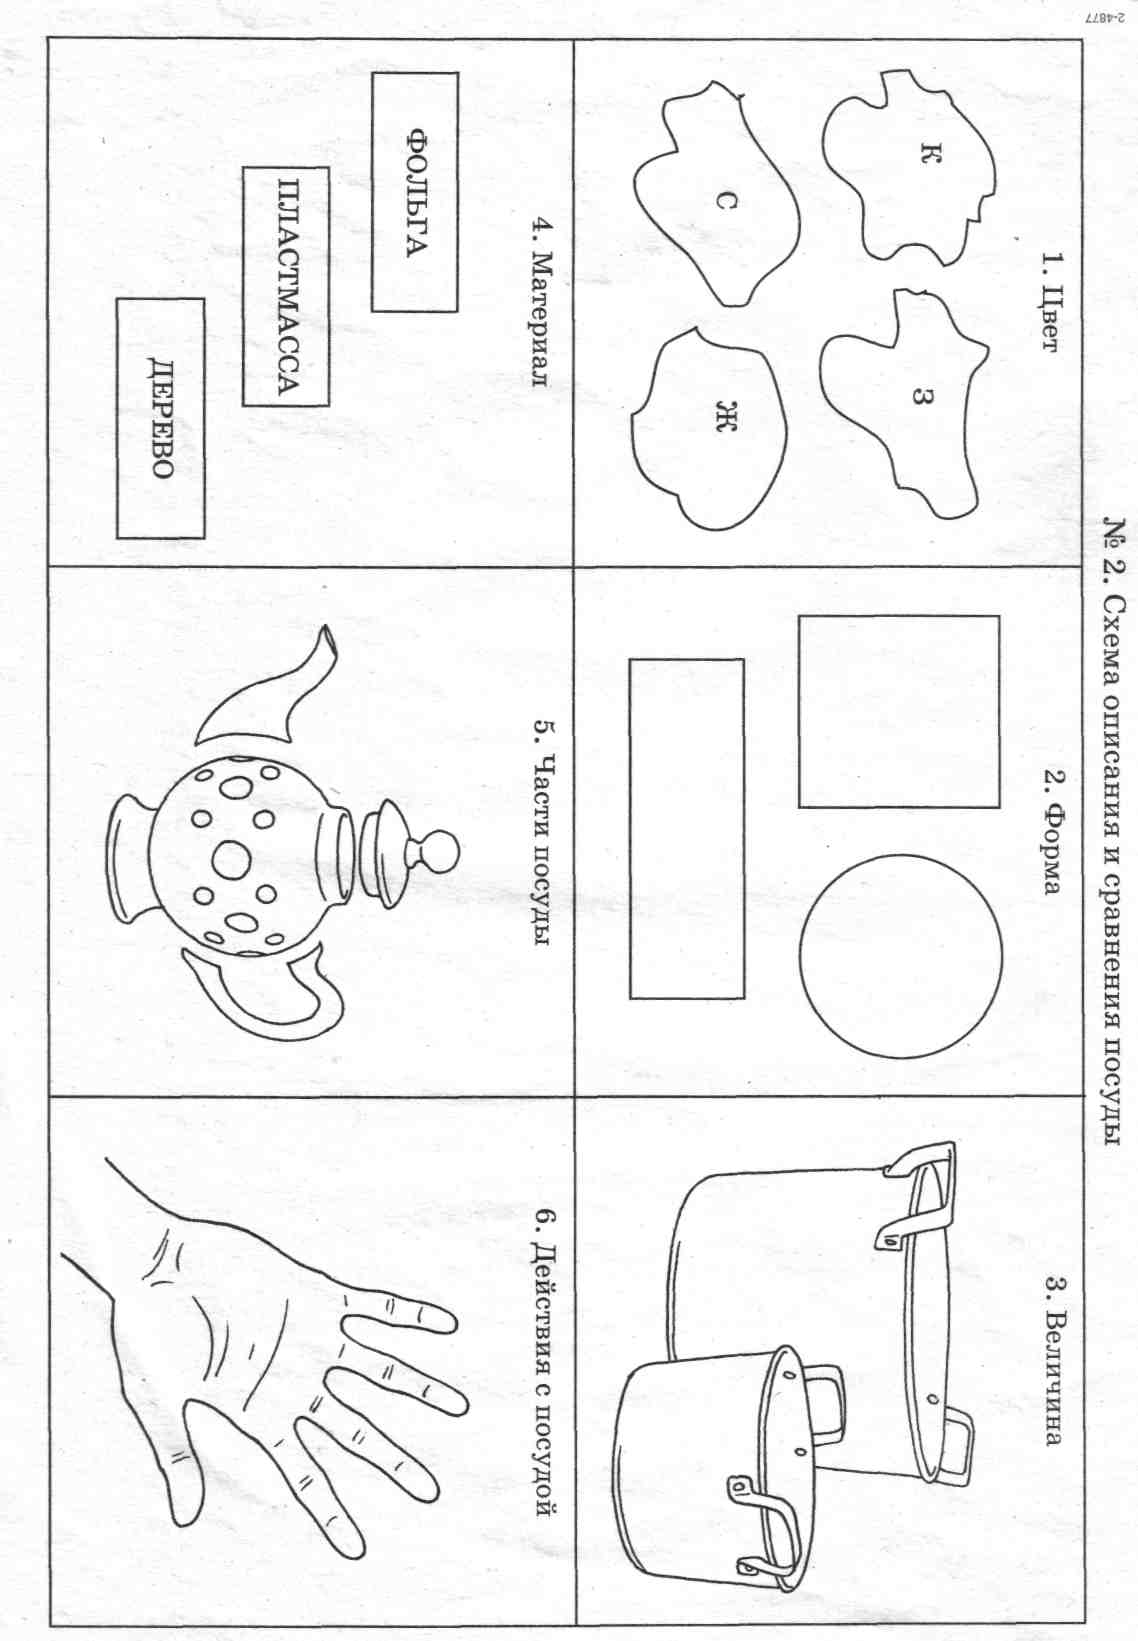 № 2. Схема описания и сравнения посуды
1. Цвет
К
З
С
Ж
2. Форма
3. Величина
4. Материал
ФОЛЬГА
ПЛАСТМАССА
ДЕРЕВО
5. Части посуды
6. Действия с посудой
2-4877